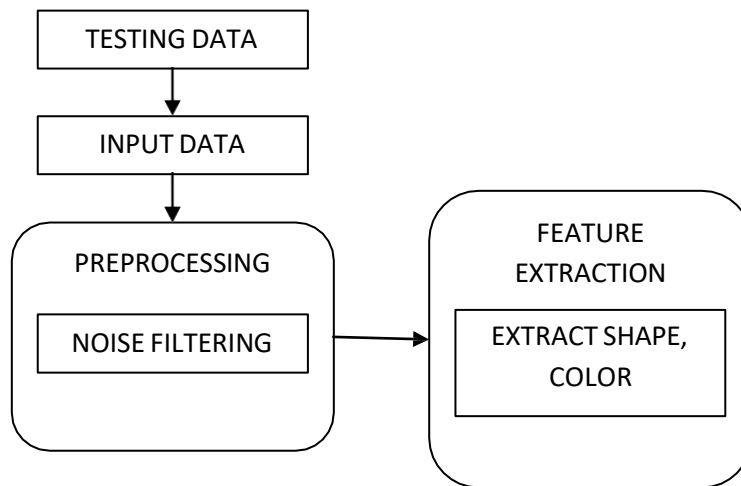 TESTING DATA
INPUT DATA
PREPROCESSING
NOISE FILTERING
FEATURE
EXTRACTION
EXTRACT SHAPE,
COLOR